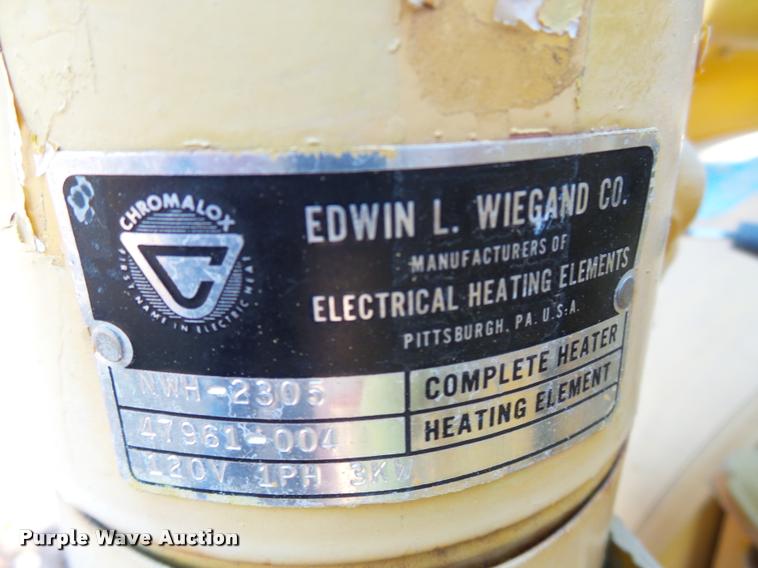 CHROMALOX
FIRST NAME IN ELECTRIC HEAT
EDWIN L. WIEGAND CO.
MANUFACTURERS OF
ELECTRICAL HEATING ELEMENTS
PITTSBURGH, PA. U.S.A.
NWH-2305 COMPLETE HEATER
47961-004 HEATING ELEMENT
120V 1PH 3KW
Purple Wave Auction